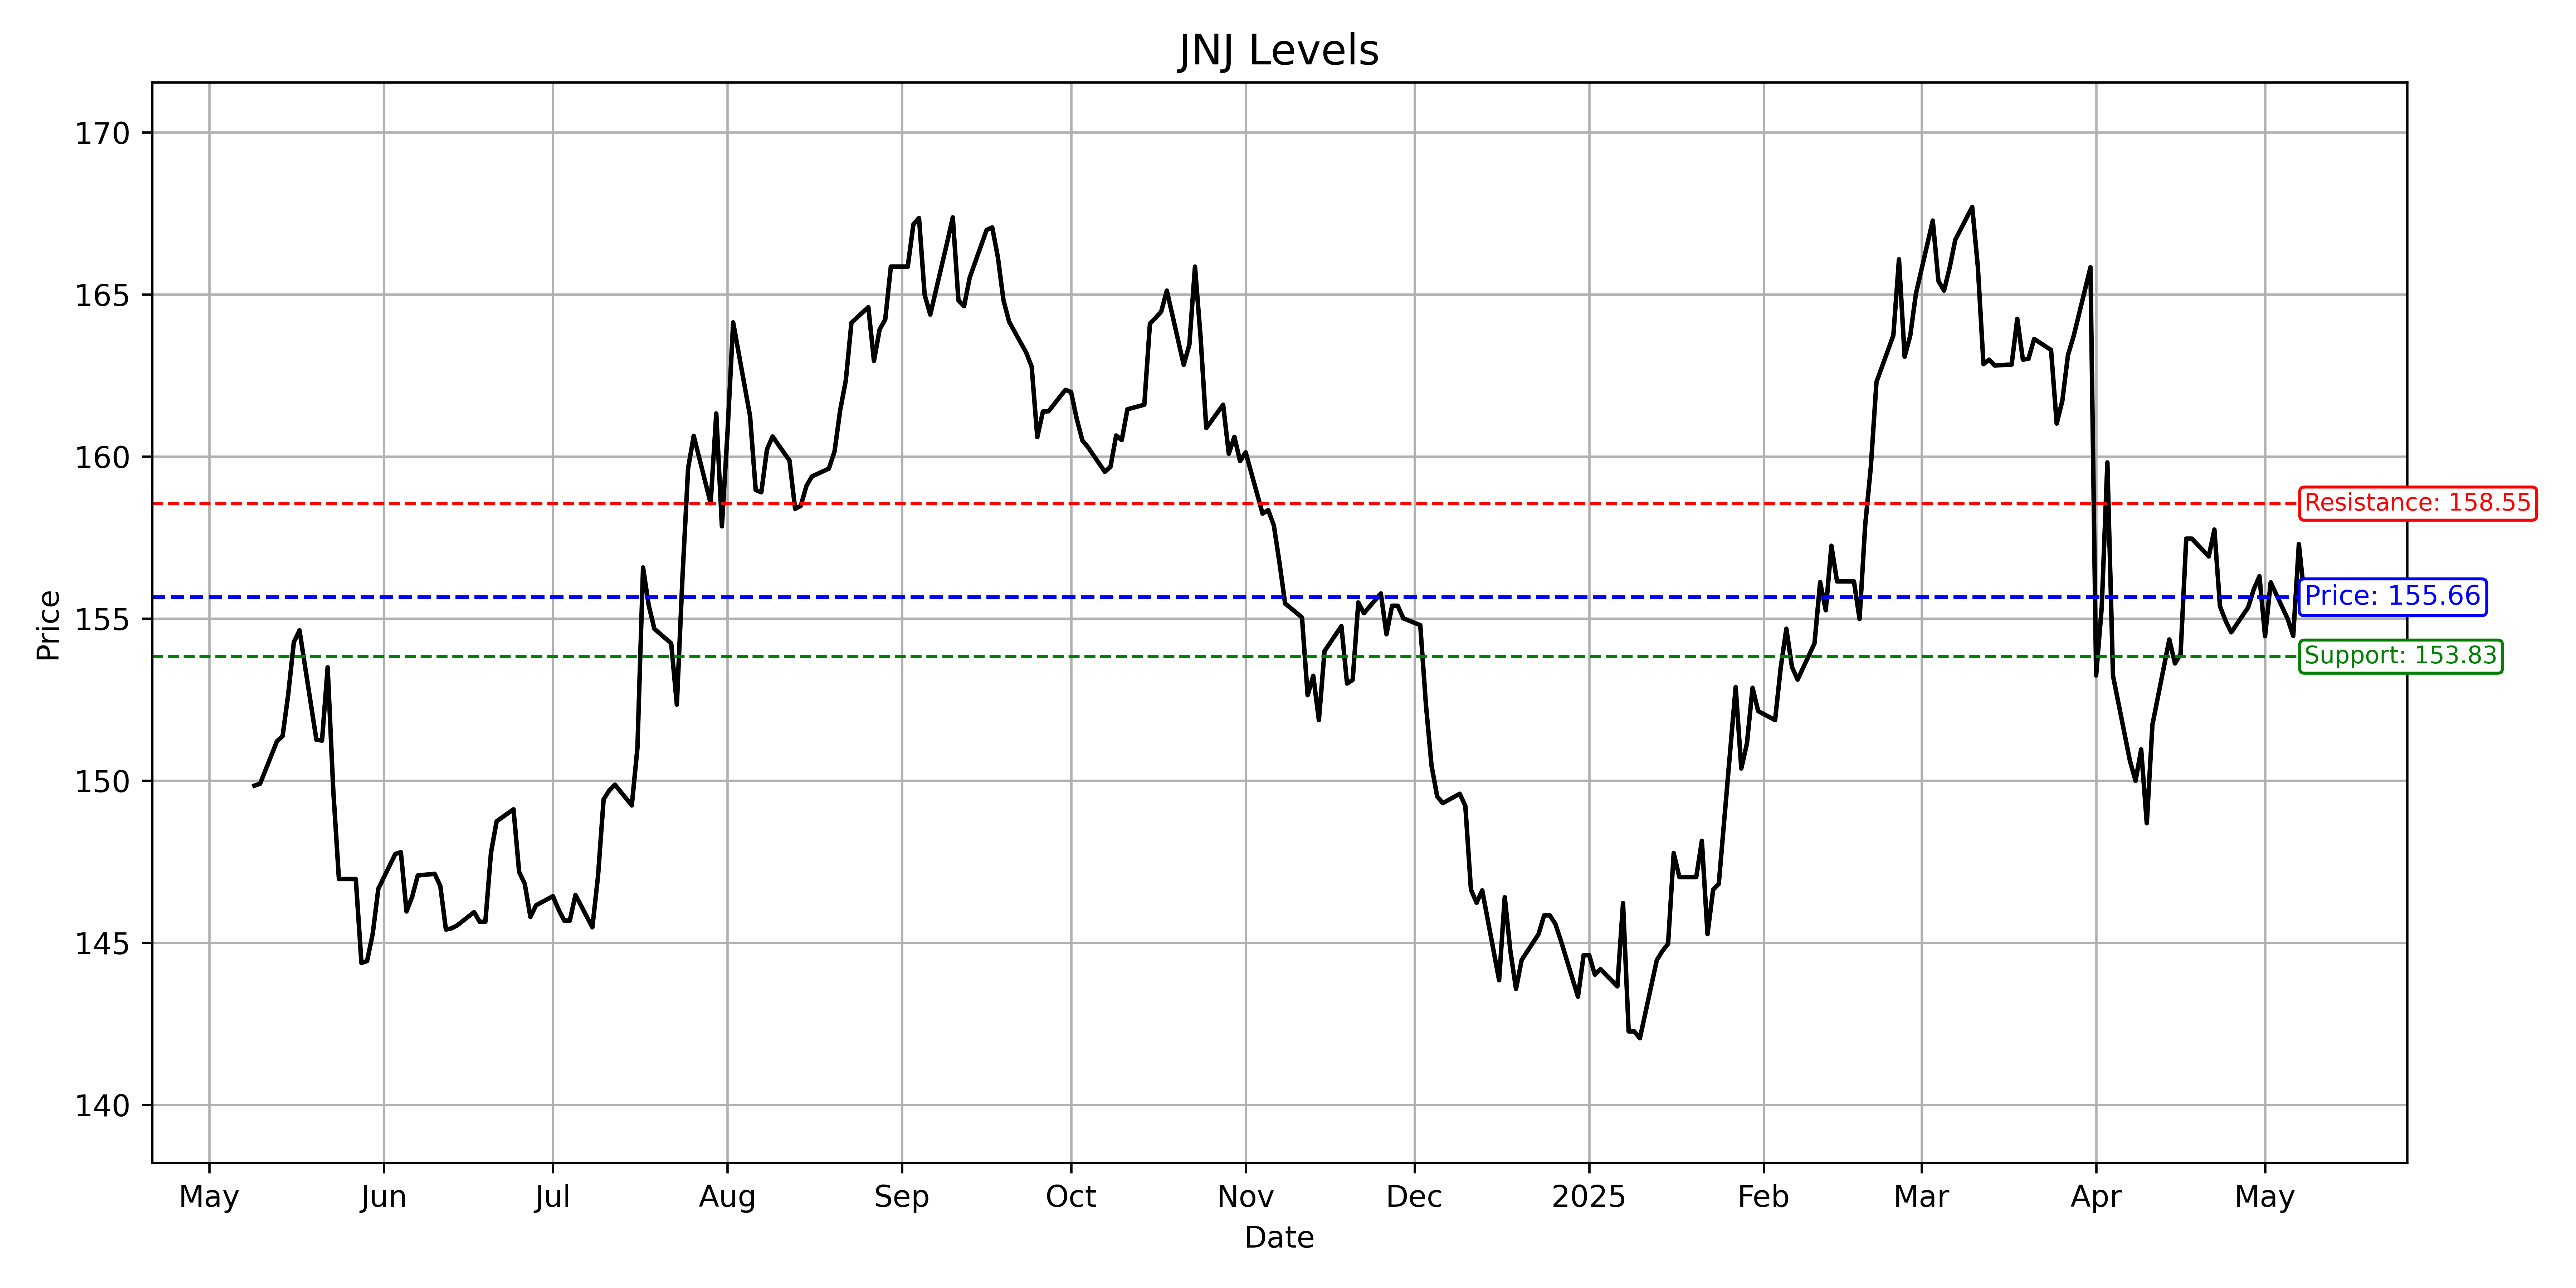 JNJ Levels
170
165
160
155
150
145
140
Price
Resistance: 158.55
Price: 155.66
Support: 153.83
May Jun Jul Aug Sep Oct Nov Dec 2025 Feb Mar Apr May
Date